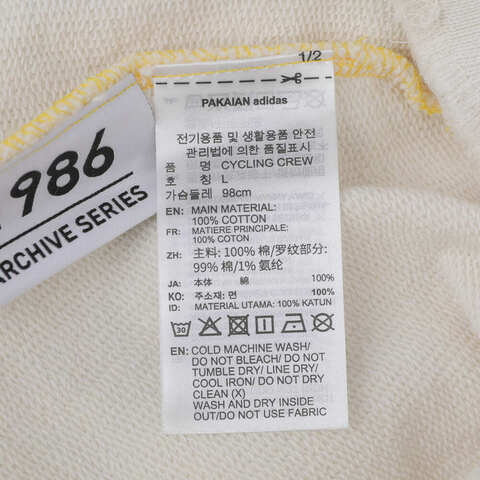 1/2
PAKAIAN adidas
전기용품 및 생활용품 안전
관리법에 의한 품질표시
품 명 CYCLING CREW
호 칭 L
가슴둘레 98cm
EN: MAIN MATERIAL:
100% COTTON
FR: MATIERE PRINCIPALE:
100% COTON
ZH: 主料: 100% 棉/罗纹部分:
99% 棉/1% 氨纶
JA: 本体 綿 100%
KO: 주소재: 면 100%
ID: MATERIAL UTAMA: 100% KATUN
30
EN: COLD MACHINE WASH/
DO NOT BLEACH/ DO NOT
TUMBLE DRY/ LINE DRY/
COOL IRON/ DO NOT DRY
CLEAN (X)
WASH AND DRY INSIDE
OUT/DO NOT USE FABRIC
986
ARCHIVE SERIES